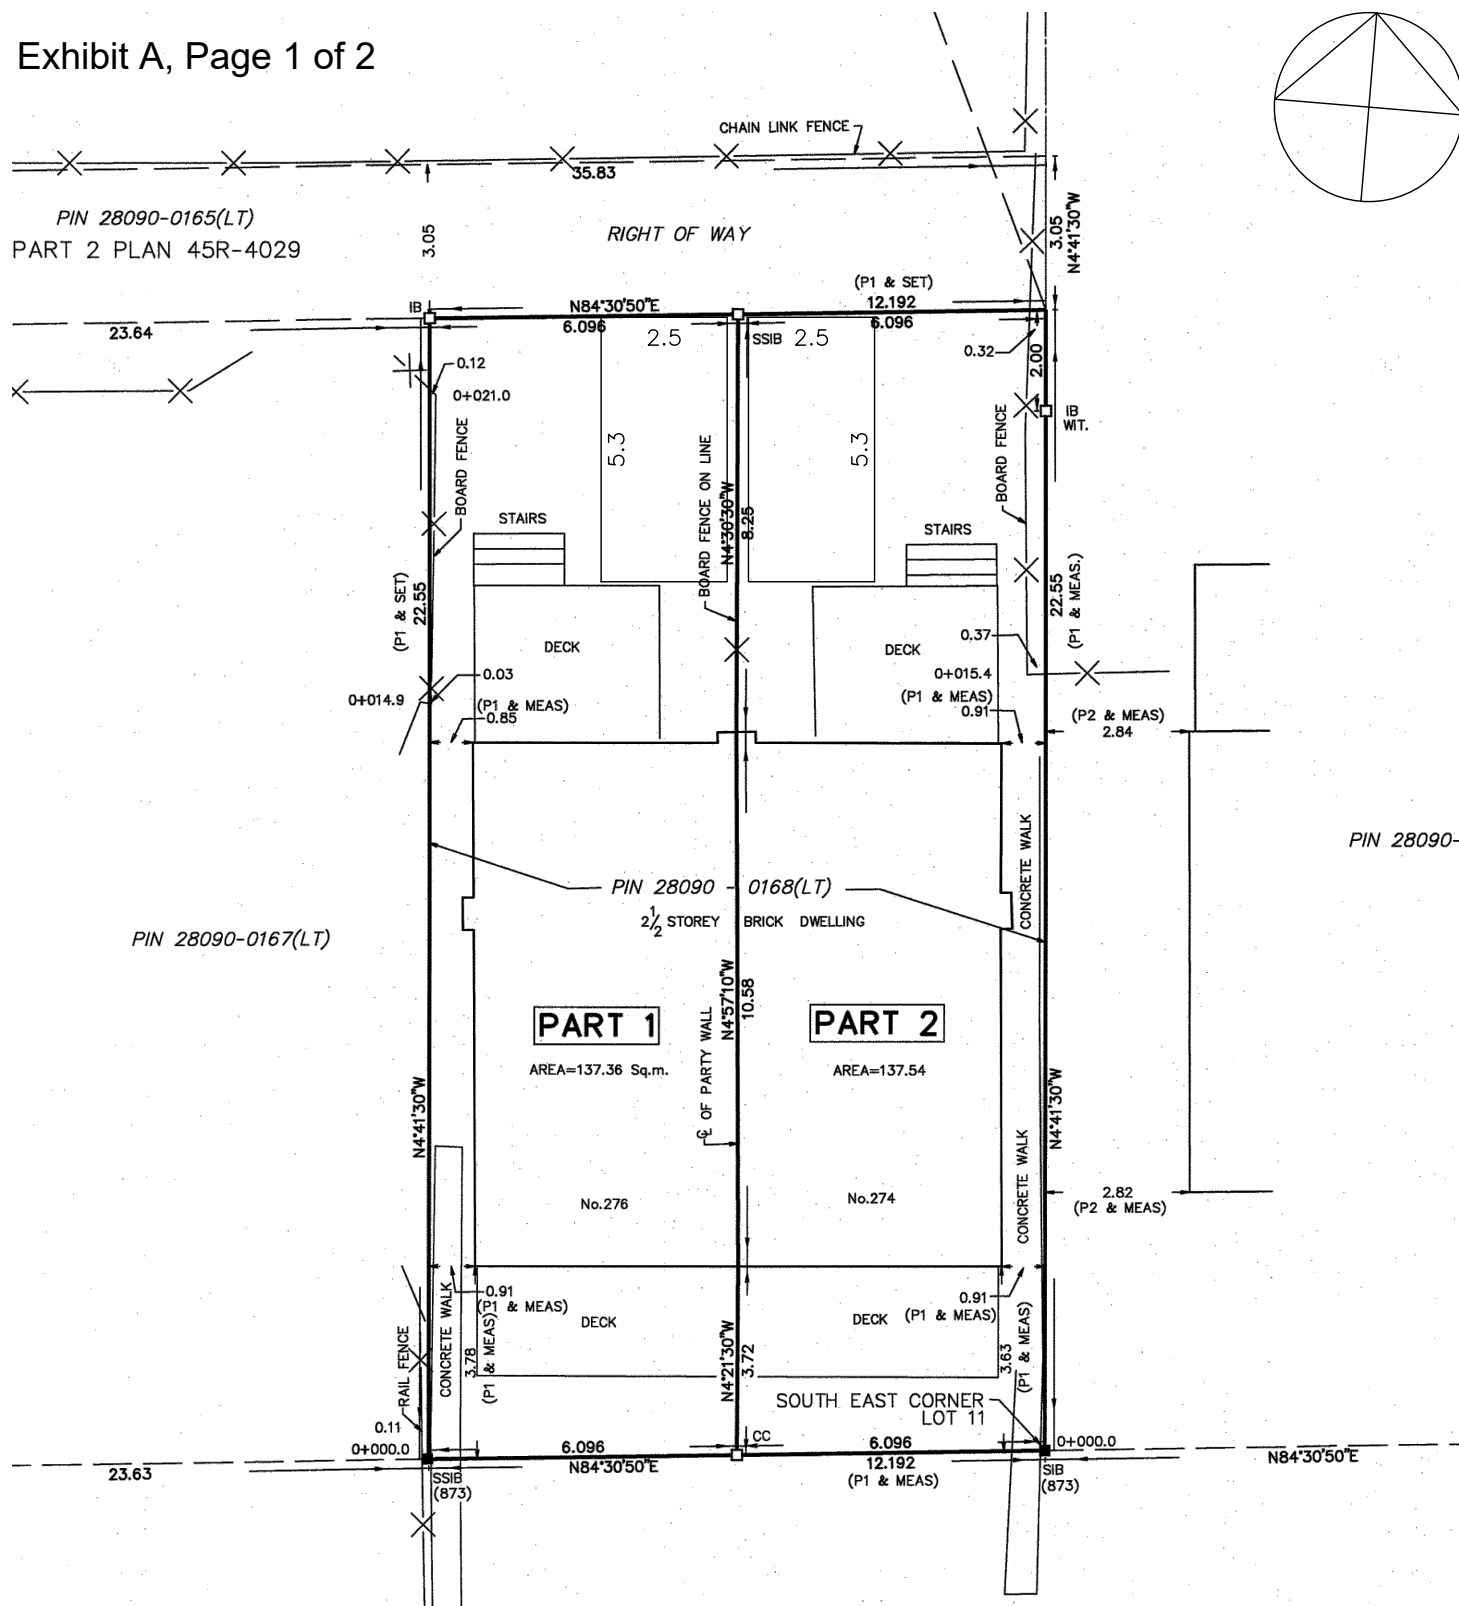 Exhibit A, Page 1 of 2
CHAIN LINK FENCE
35.83
PIN 28090-0165(LT)
PART 2 PLAN 45R-4029
3.05
RIGHT OF WAY
3.05
N4°41'30"W
(P1 & SET)
12.192
IB
N84°30'50"E
6.096
6.096
23.64
2.5
SSIB
2.5
0.32
2.00
0.12
0+021.0
IB
WIT.
BOARD FENCE
5.3
BOARD FENCE ON LINE
N4°30'30"W
8.25
5.3
BOARD FENCE
STAIRS
STAIRS
(P1 & SET)
22.55
22.55
(P1 & MEAS.)
DECK
DECK
0.37
0.03
0+015.4
0+014.9
(P1 & MEAS)
0.85
(P1 & MEAS)
0.91
(P2 & MEAS)
2.84
CONCRETE WALK
PIN 28090-
PIN 28090 - 0168(LT)
2 1/2 STOREY BRICK DWELLING
PIN 28090-0167(LT)
N4°57'10"W
10.58
PART 1
PART 2
AREA=137.36 Sq.m.
AREA=137.54
℄ OF PARTY WALL
N4°41'30"W
N4°41'30"W
CONCRETE WALK
No.276
No.274
2.82
(P2 & MEAS)
0.91
(P1 & MEAS)
0.91
(P1 & MEAS)
DECK
DECK
RAIL FENCE
CONCRETE WALK
3.78
(P1 & MEAS)
N4°21'30"W
3.72
3.63
(P1 & MEAS)
SOUTH EAST CORNER
LOT 11
0.11
0+000.0
6.096
CC
6.096
0+000.0
23.63
SSIB
(873)
N84°30'50"E
12.192
(P1 & MEAS)
SIB
(873)
N84°30'50"E